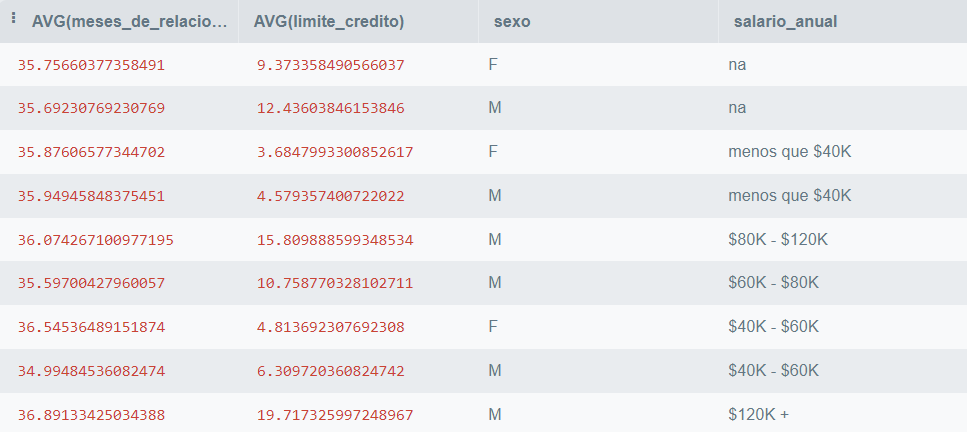 AVG(meses_de_relacio… AVG(limite_credito) sexo salario_anual
35.75660377358491 9.373358490566037 F na
35.69230769230769 12.43603846153846 M na
35.87606577344702 3.6847993300852617 F menos que $40K
35.94945848375451 4.579357400722022 M menos que $40K
36.074267100977195 15.809888599348534 M $80K - $120K
35.59700427960057 10.758770328102711 M $60K - $80K
36.54536489151874 4.813692307692308 F $40K - $60K
34.99484536082474 6.309720360824742 M $40K - $60K
36.89133425034388 19.717325997248967 M $120K +